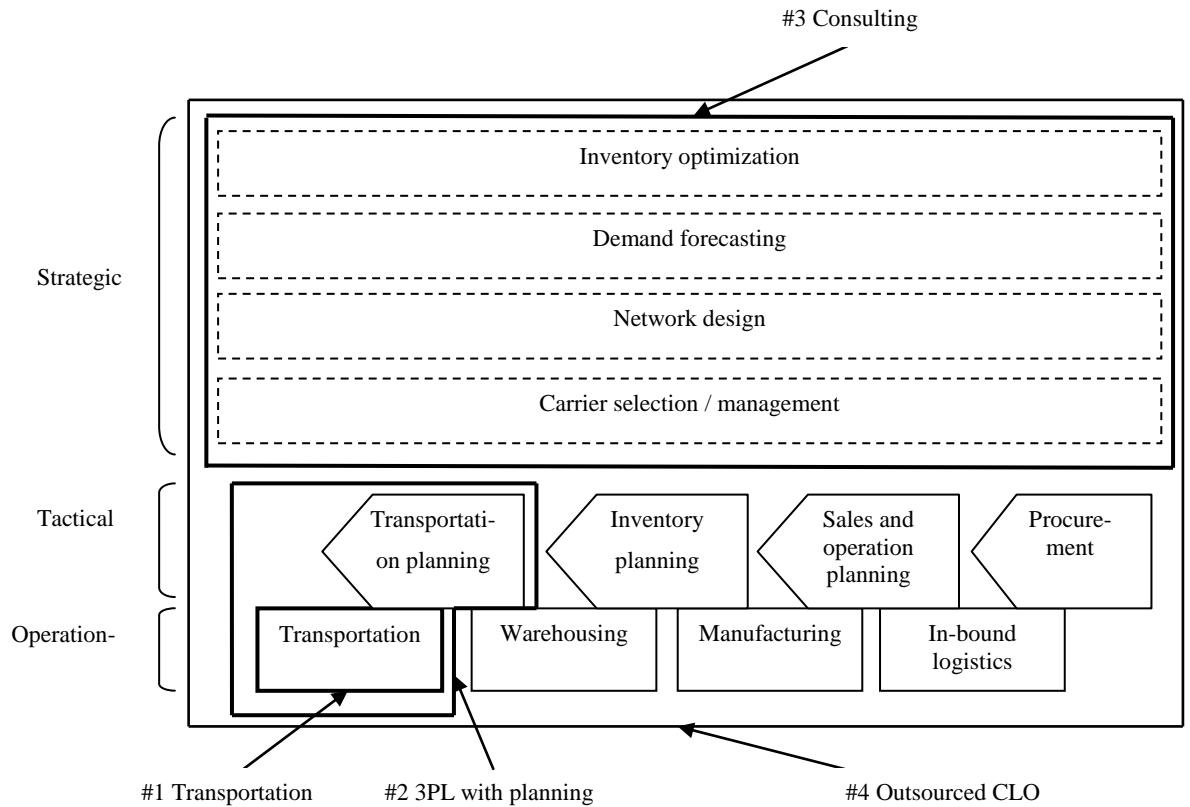 #3 Consulting
Inventory optimization
Demand forecasting
Strategic
Network design
Carrier selection / management
Tactical
Transportati-
on planning
Inventory
planning
Sales and
operation
planning
Procure-
ment
Operation-
Transportation
Warehousing
Manufacturing
In-bound
logistics
#1 Transportation
#2 3PL with planning
#4 Outsourced CLO